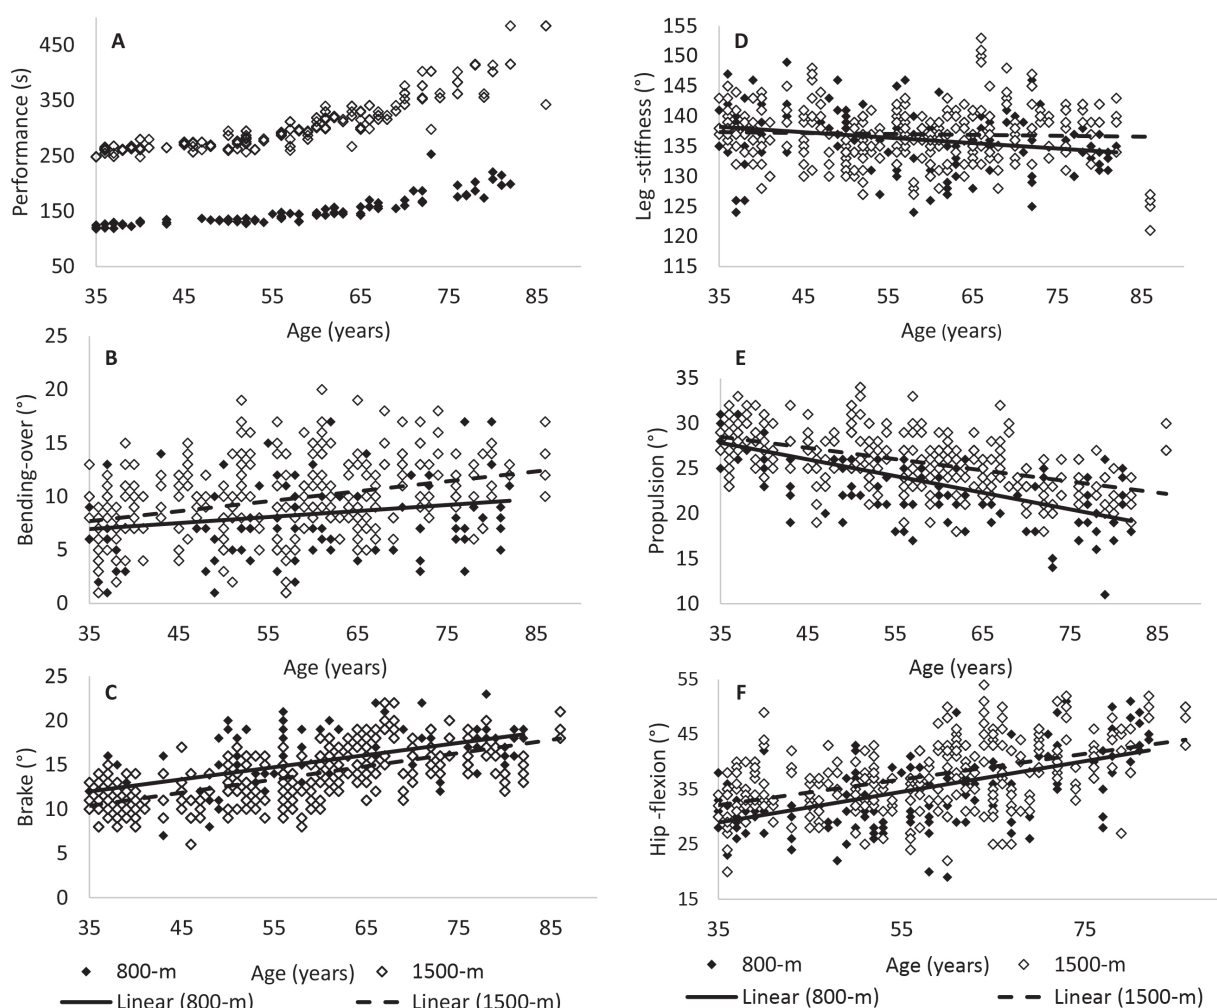 A
Performance (s)
450
350
250
150
50
35 45 55 65 75 85
Age (years)
B
Bending-over (°)
25
20
15
10
5
0
35 45 55 65 75 85
Age (years)
C
Brake (°)
25
20
15
10
5
0
35 45 55 65 75 85
Age (years)
800-m 1500-m
Linear (800-m) Linear (1500-m)
D
Leg -stiffness (°)
155
150
145
140
135
130
125
120
115
35 45 55 65 75 85
Age (years)
E
Propulsion (°)
35
30
25
20
15
10
35 45 55 65 75 85
Age (years)
F
Hip -flexion (°)
55
45
35
25
15
35 55 75
Age (years)
800-m 1500-m
Linear (800-m) Linear (1500-m)